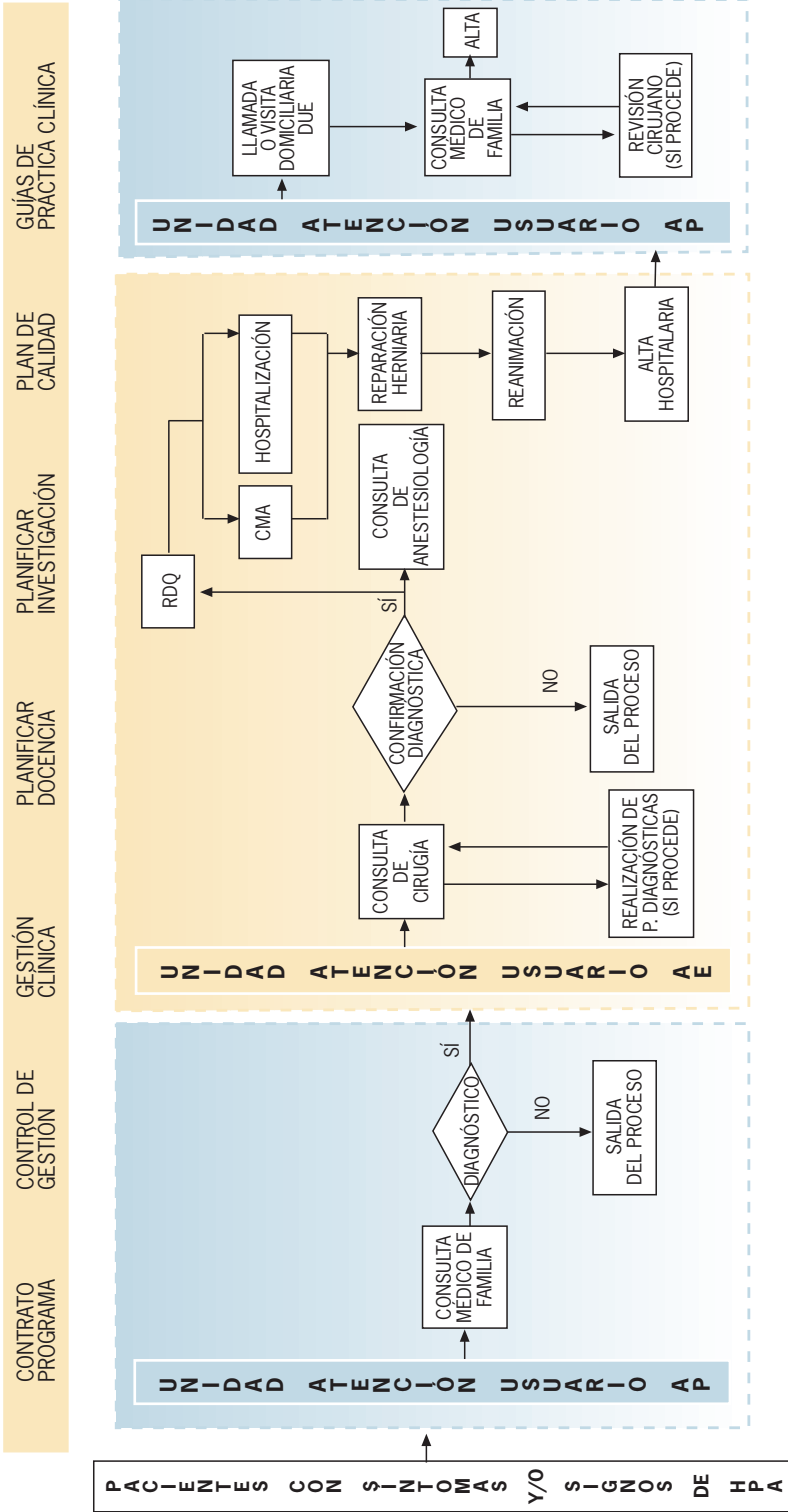 CONTRATO
PROGRAMA
CONTROL DE
GESTIÓN
GESTIÓN
CLÍNICA
PLANIFICAR
DOCENCIA
PLANIFICAR
INVESTIGACIÓN
PLAN DE
CALIDAD
GUÍAS DE
PRÁCTICA CLÍNICA
PACIENTES CON SÍNTOMAS Y/O SIGNOS DE HPA
UNIDAD ATENCIÓN USUARIO AP
CONSULTA
MÉDICO DE
FAMILIA
DIAGNÓSTICO
SÍ
NO
SALIDA
DEL PROCESO
UNIDAD ATENCIÓN USUARIO AE
CONSULTA
DE
CIRUGÍA
REALIZACIÓN DE
P. DIAGNÓSTICAS
(SI PROCEDE)
CONFIRMACIÓN
DIAGNÓSTICA
SÍ
NO
SALIDA
DEL PROCESO
RDQ
CONSULTA
DE
ANESTESIOLOGÍA
CMA
HOSPITALIZACIÓN
REPARACIÓN
HERNIARIA
REANIMACIÓN
ALTA
HOSPITALARIA
UNIDAD ATENCIÓN USUARIO AP
LLAMADA
O VISITA
DOMICILIARIA
DUE
CONSULTA
MÉDICO
DE
FAMILIA
ALTA
REVISIÓN
CIRUJANO
(SI PROCEDE)